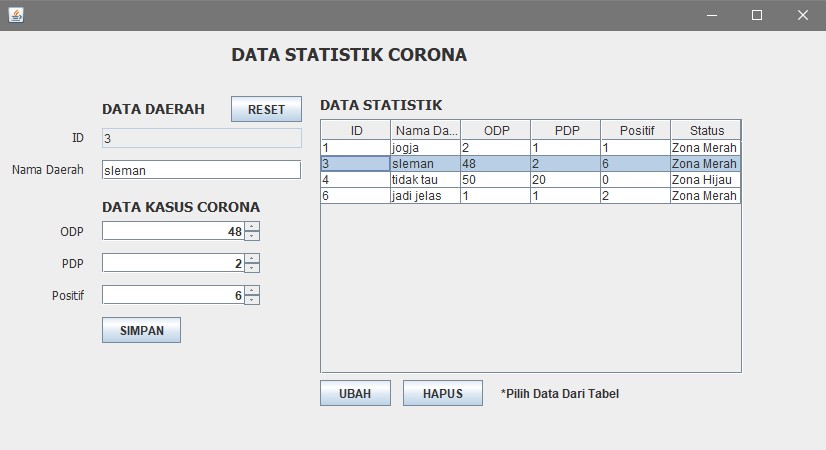 DATA STATISTIK CORONA
DATA DAERAH RESET
ID 3
Nama Daerah sleman
DATA KASUS CORONA
ODP 48
PDP 2
Positif 6
SIMPAN
DATA STATISTIK
ID Nama Da... ODP PDP Positif Status
1 jogja 2 1 1 Zona Merah
3 sleman 48 2 6 Zona Merah
4 tidak tau 50 20 0 Zona Hijau
6 jadi jelas 1 1 2 Zona Merah
UBAH HAPUS *Pilih Data Dari Tabel